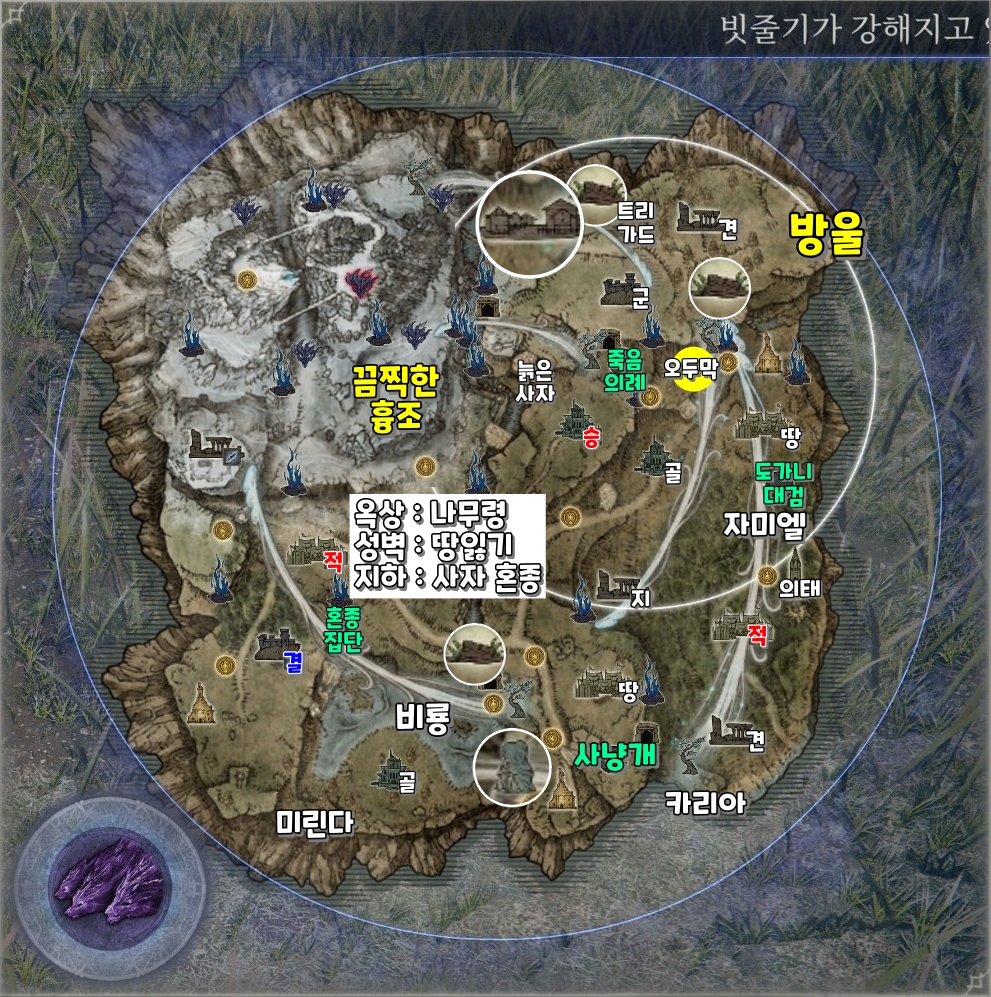 빗줄기가 강해지고
트리
가드
견
방울
군
끔찍한
흉조
늙은
사자
죽음
의례
오두막
승
골
땅
도가니
대검
자미엘
옥상 : 나무령
성벽 : 땅잃기
지하 : 사자 혼종
적
지
의태
혼종
집단
적
결
땅
비룡
사냥개
견
골
카리아
미린다